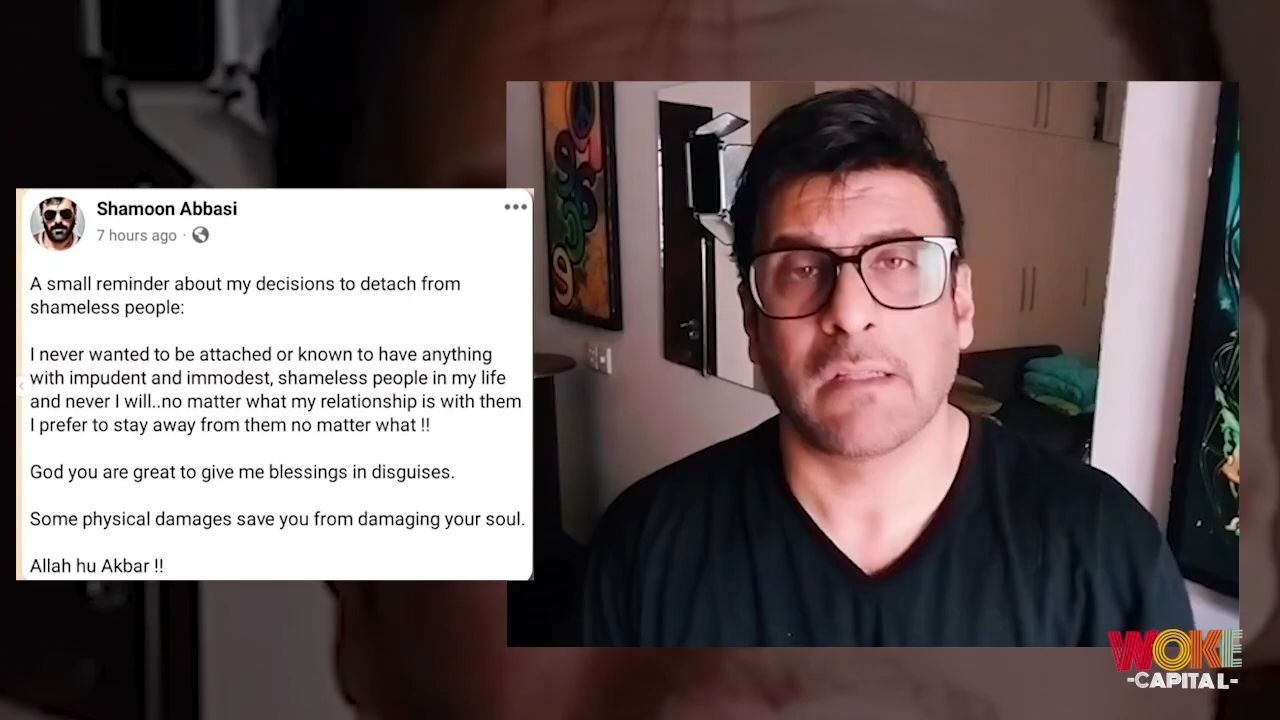 Shamoon Abbasi
7 hours ago ·
A small reminder about my decisions to detach from
shameless people:
I never wanted to be attached or known to have anything
with impudent and immodest, shameless people in my life
and never I will..no matter what my relationship is with them
I prefer to stay away from them no matter what !!
God you are great to give me blessings in disguises.
Some physical damages save you from damaging your soul.
Allah hu Akbar !!
WOKE
-CAPITAL-